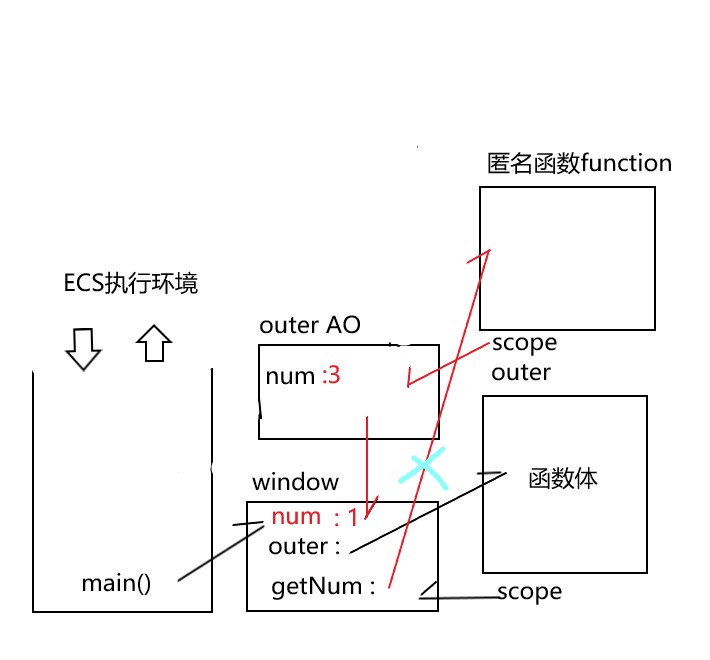 匿名函数function
ECS执行环境
outer AO
num :3
scope
outer
window
num : 1
outer :
getNum :
函数体
main()
scope